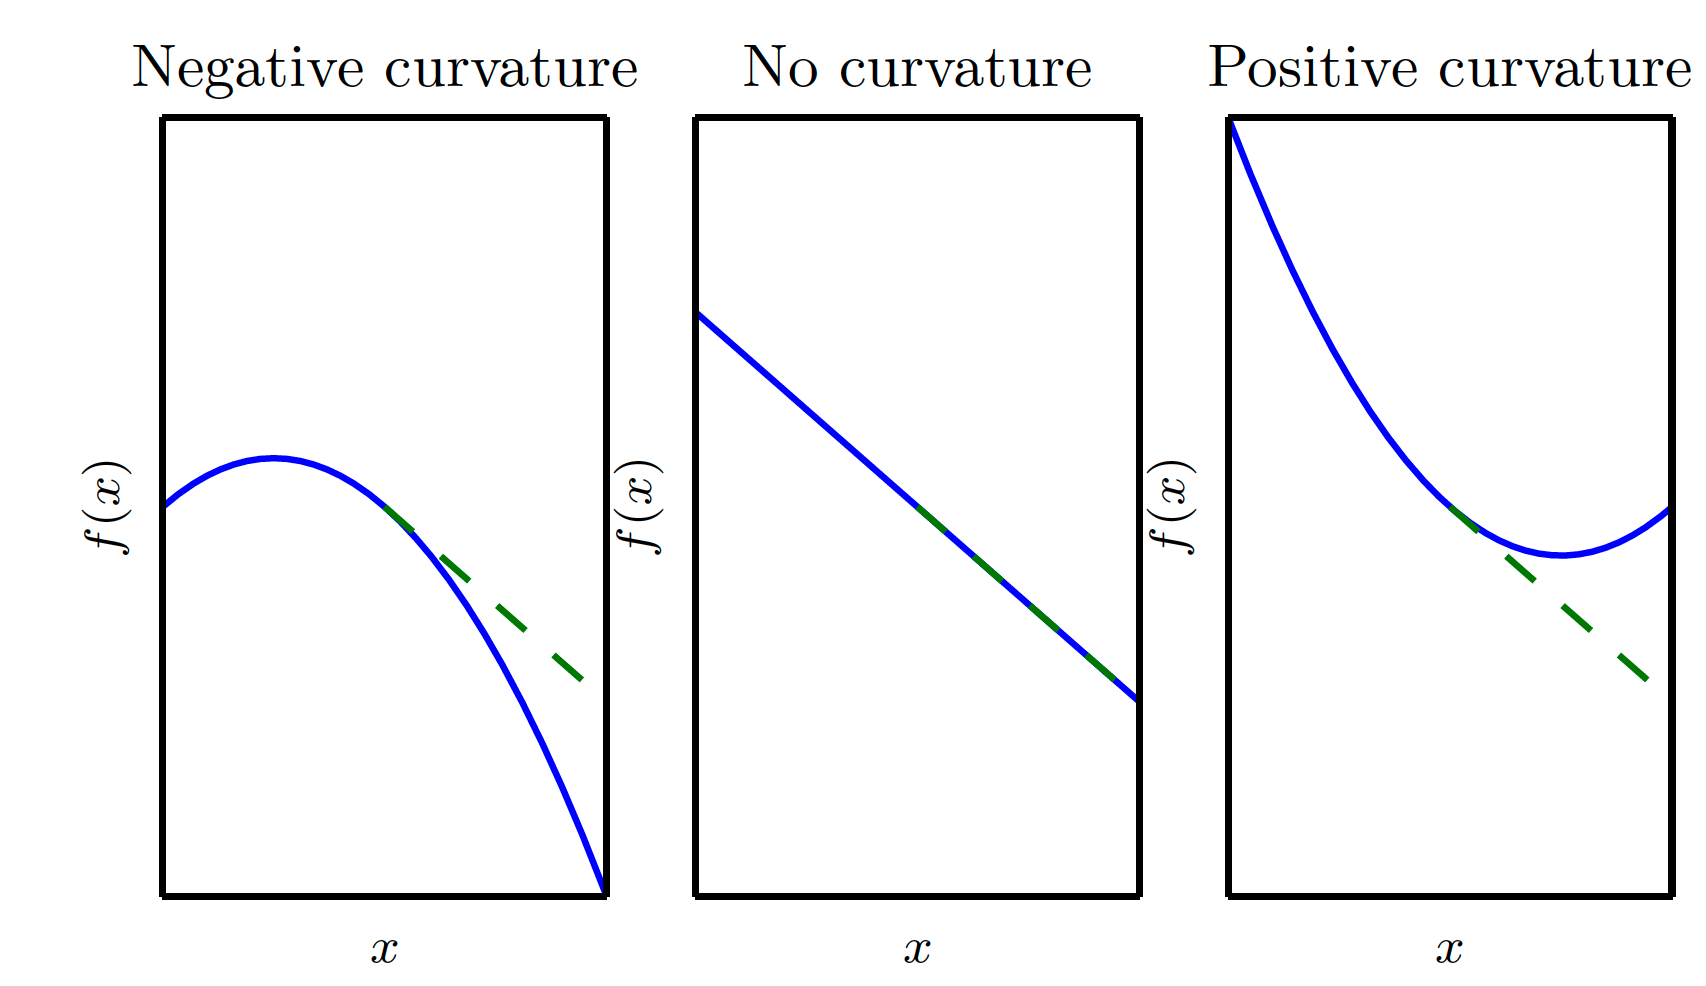 Negative curvature
No curvature
Positive curvature
f(x)
f(x)
f(x)
x
x
x